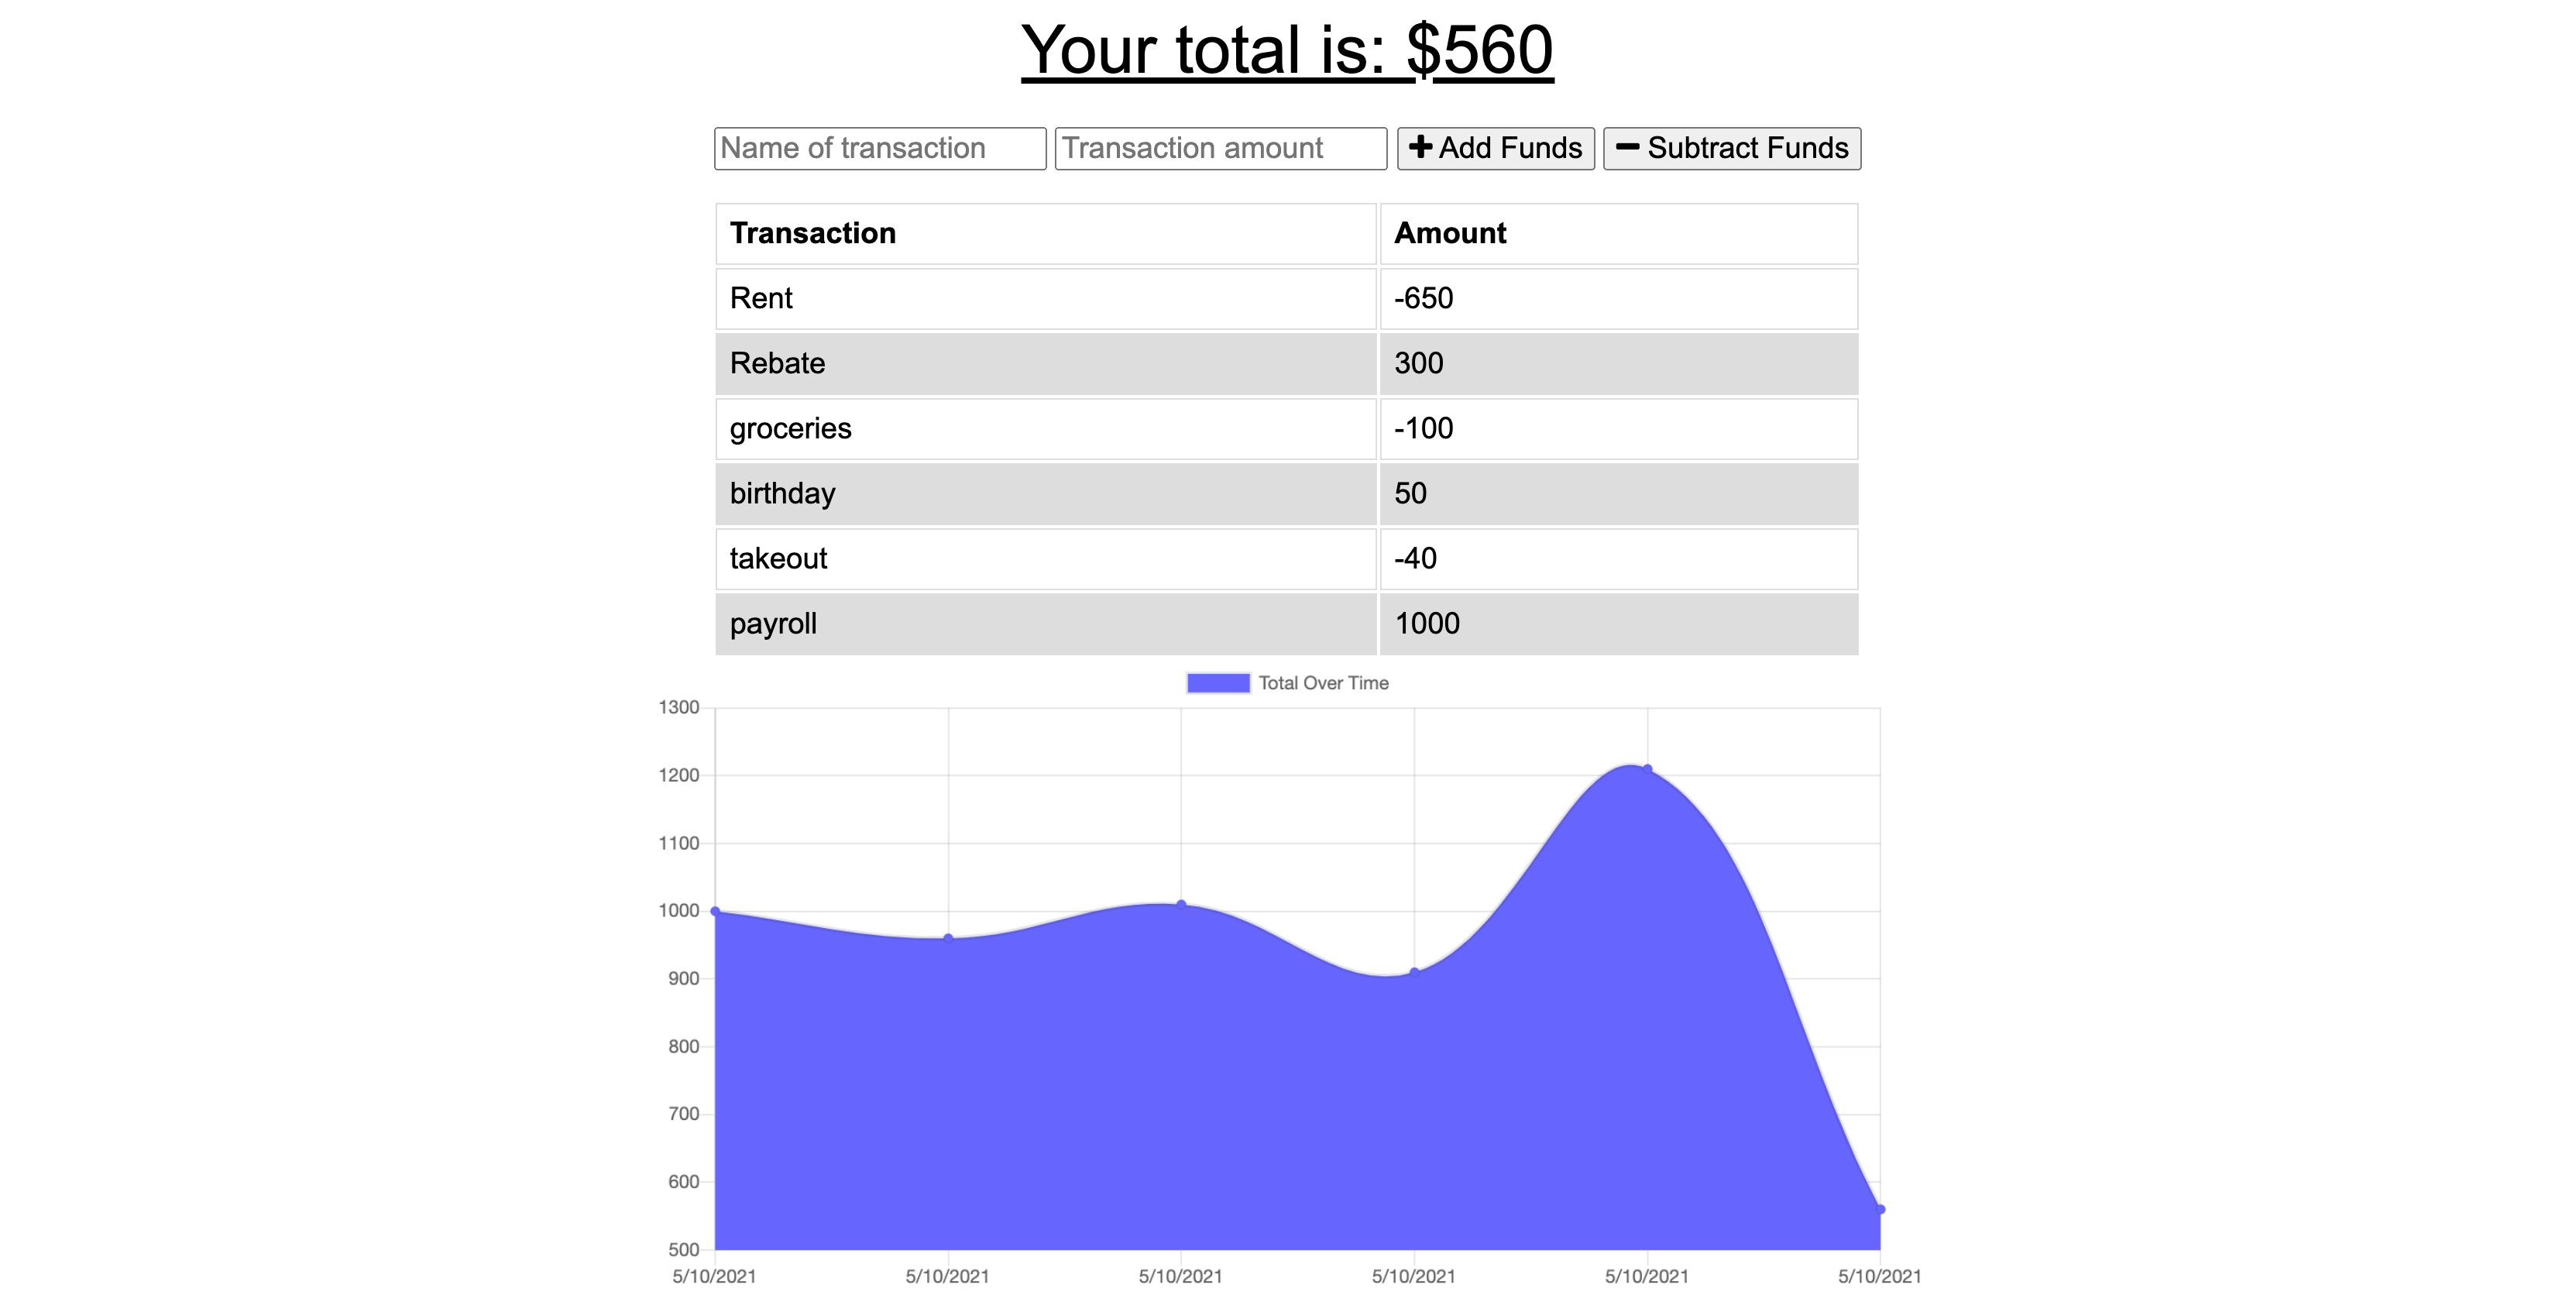 Your total is: $560
Name of transaction Transaction amount Add Funds Subtract Funds
Transaction Amount
Rent -650
Rebate 300
groceries -100
birthday 50
takeout -40
payroll 1000
Total Over Time
1300
1200
1100
1000
900
800
700
600
500
5/10/2021 5/10/2021 5/10/2021 5/10/2021 5/10/2021 5/10/2021